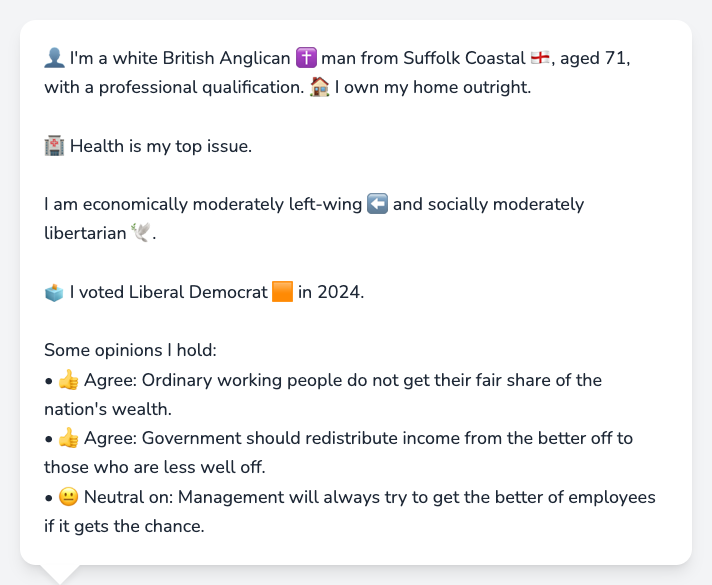 👤 I'm a white British Anglican ✝️ man from Suffolk Coastal 🏴󠁧󠁢󠁥󠁮󠁧󠁿, aged 71,
with a professional qualification. 🏠 I own my home outright.
🏥 Health is my top issue.
I am economically moderately left-wing ⬅️ and socially moderately
libertarian 🕊️.
🗳️ I voted Liberal Democrat 🟧 in 2024.
Some opinions I hold:
• 👍 Agree: Ordinary working people do not get their fair share of the
nation's wealth.
• 👍 Agree: Government should redistribute income from the better off to
those who are less well off.
• 😐 Neutral on: Management will always try to get the better of employees
if it gets the chance.